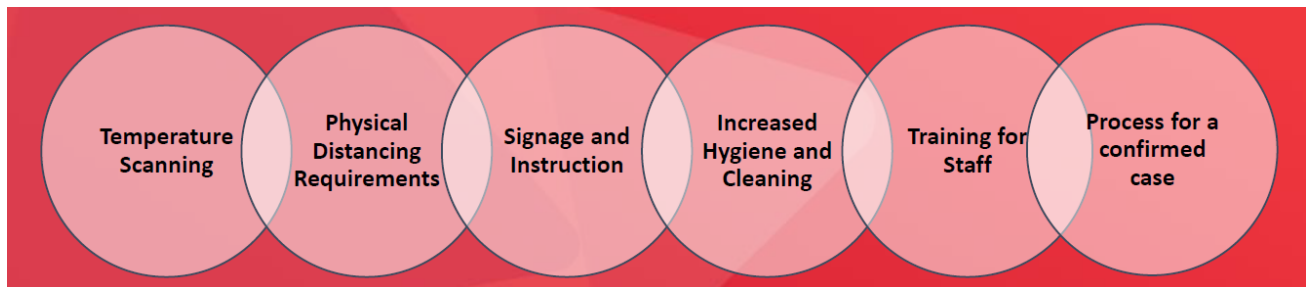 Temperature
Scanning
Physical
Distancing
Requirements
Signage and
Instruction
Increased
Hygiene and
Cleaning
Training for
Staff
Process for a
confirmed
case